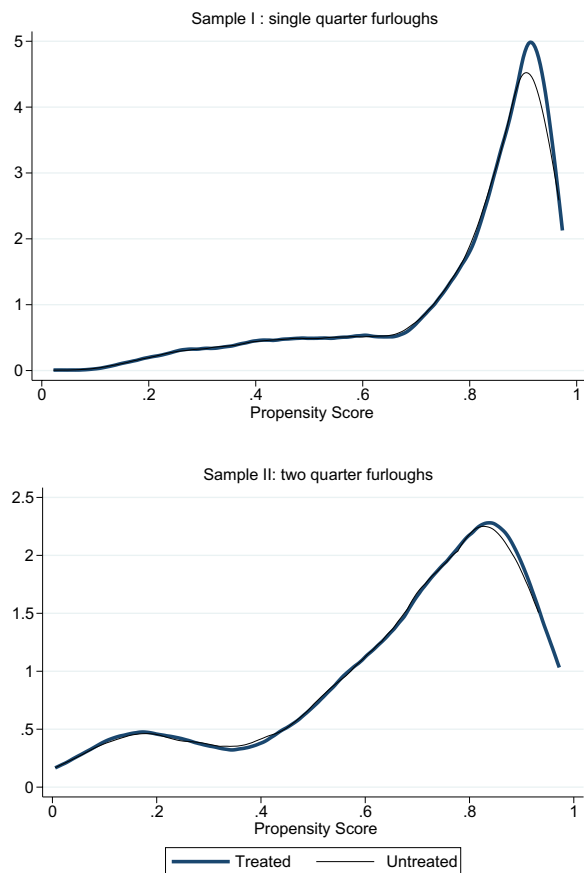 Sample I : single quarter furloughs
5
4
3
2
1
0
0 .2 .4 .6 .8 1
Propensity Score
Sample II: two quarter furloughs
2.5
2
1.5
1
.5
0
0 .2 .4 .6 .8 1
Propensity Score
Treated Untreated